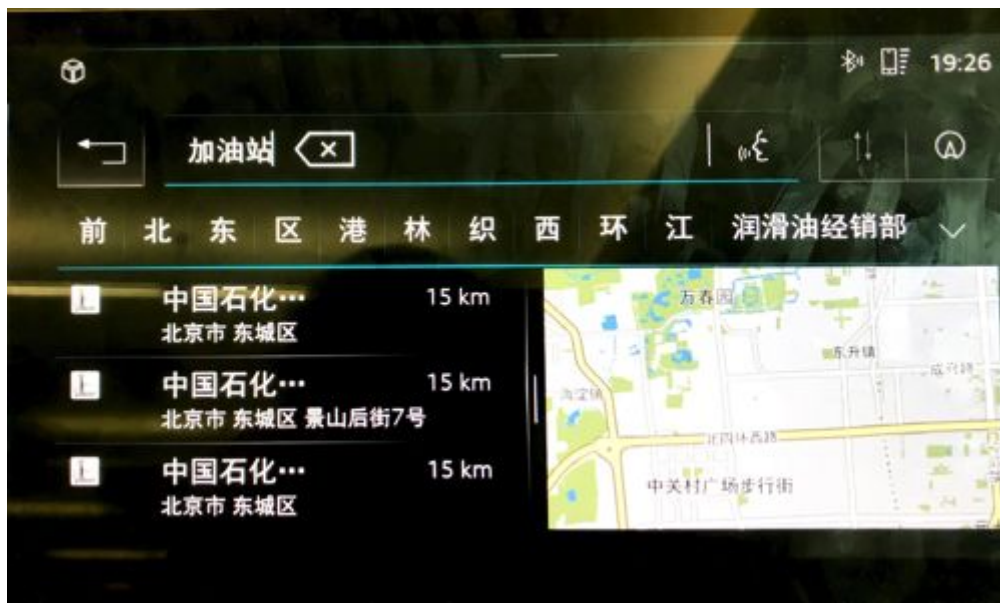 19:26
加油站
前 北 东 区 港 林 织 西 环 江 润滑油经销部
中国石化… 15 km
北京市 东城区
中国石化… 15 km
北京市 东城区 景山后街7号
中国石化… 15 km
北京市 东城区
万春园
东升镇
海淀镇
北四环西路
中关村广场步行街